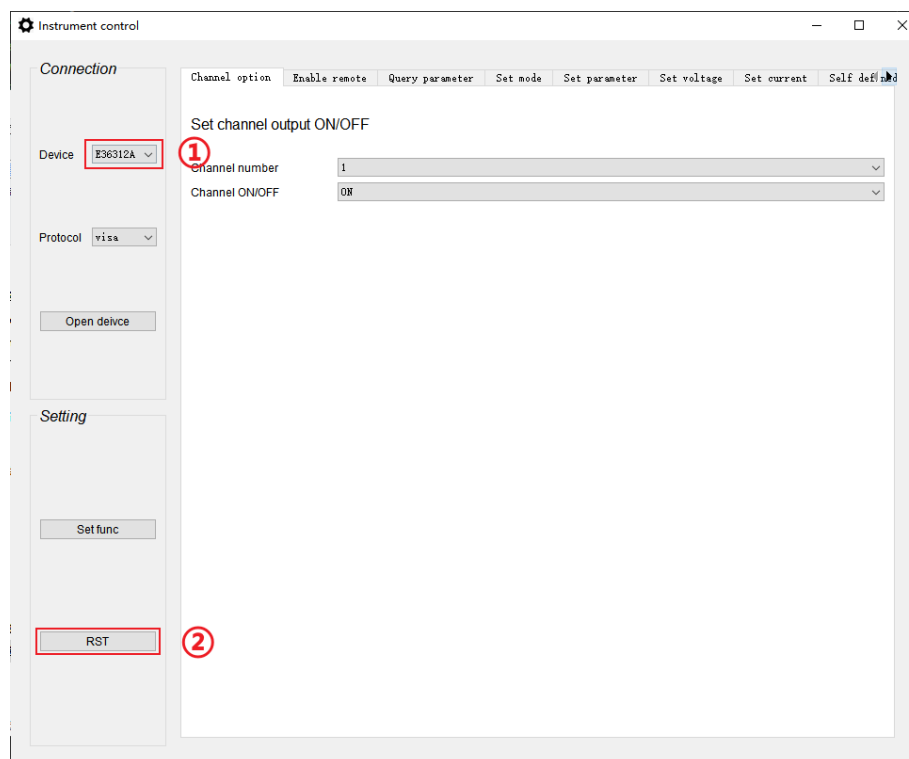 Instrument control
Connection
Channel option Enable remote Query parameter Set mode Set parameter Set voltage Set current Self defined
Set channel output ON/OFF
Device E36312A ①
Channel number 1
Channel ON/OFF ON
Protocol visa
Open deivce
Setting
Set func
RST ②